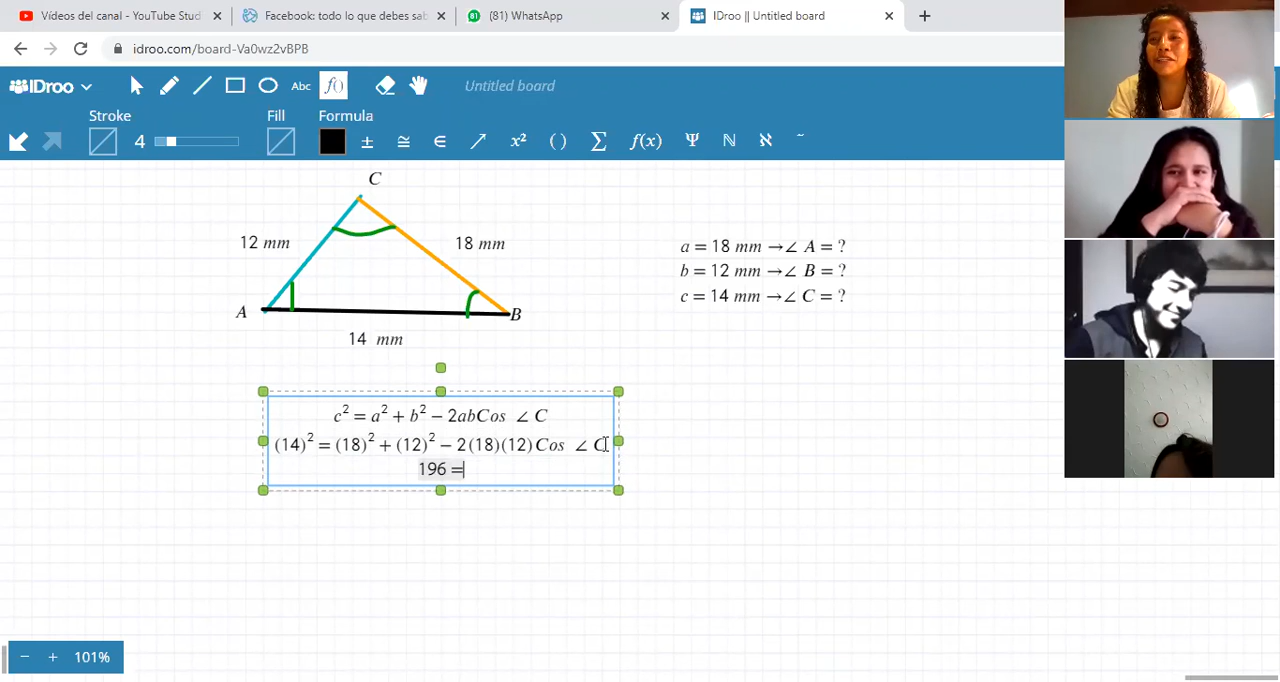 Vídeos del canal - YouTube Stud
Facebook: todo lo que debes sab
(81) WhatsApp
IDroo || Untitled board
idroo.com/board-Va0wz2vBPB
IDroo
Abc
f()
Untitled board
Stroke
Fill
Formula
4
± ≅ ∈ ↗ x² ( ) ∑ f(x) Ψ ℕ ℵ ~
C
12 mm
18 mm
A
B
14 mm
a = 18 mm →∠ A = ?
b = 12 mm →∠ B = ?
c = 14 mm →∠ C = ?
c² = a² + b² − 2abCos ∠ C
(14)² = (18)² + (12)² − 2(18)(12)Cos ∠ C
196 =
− + 101%